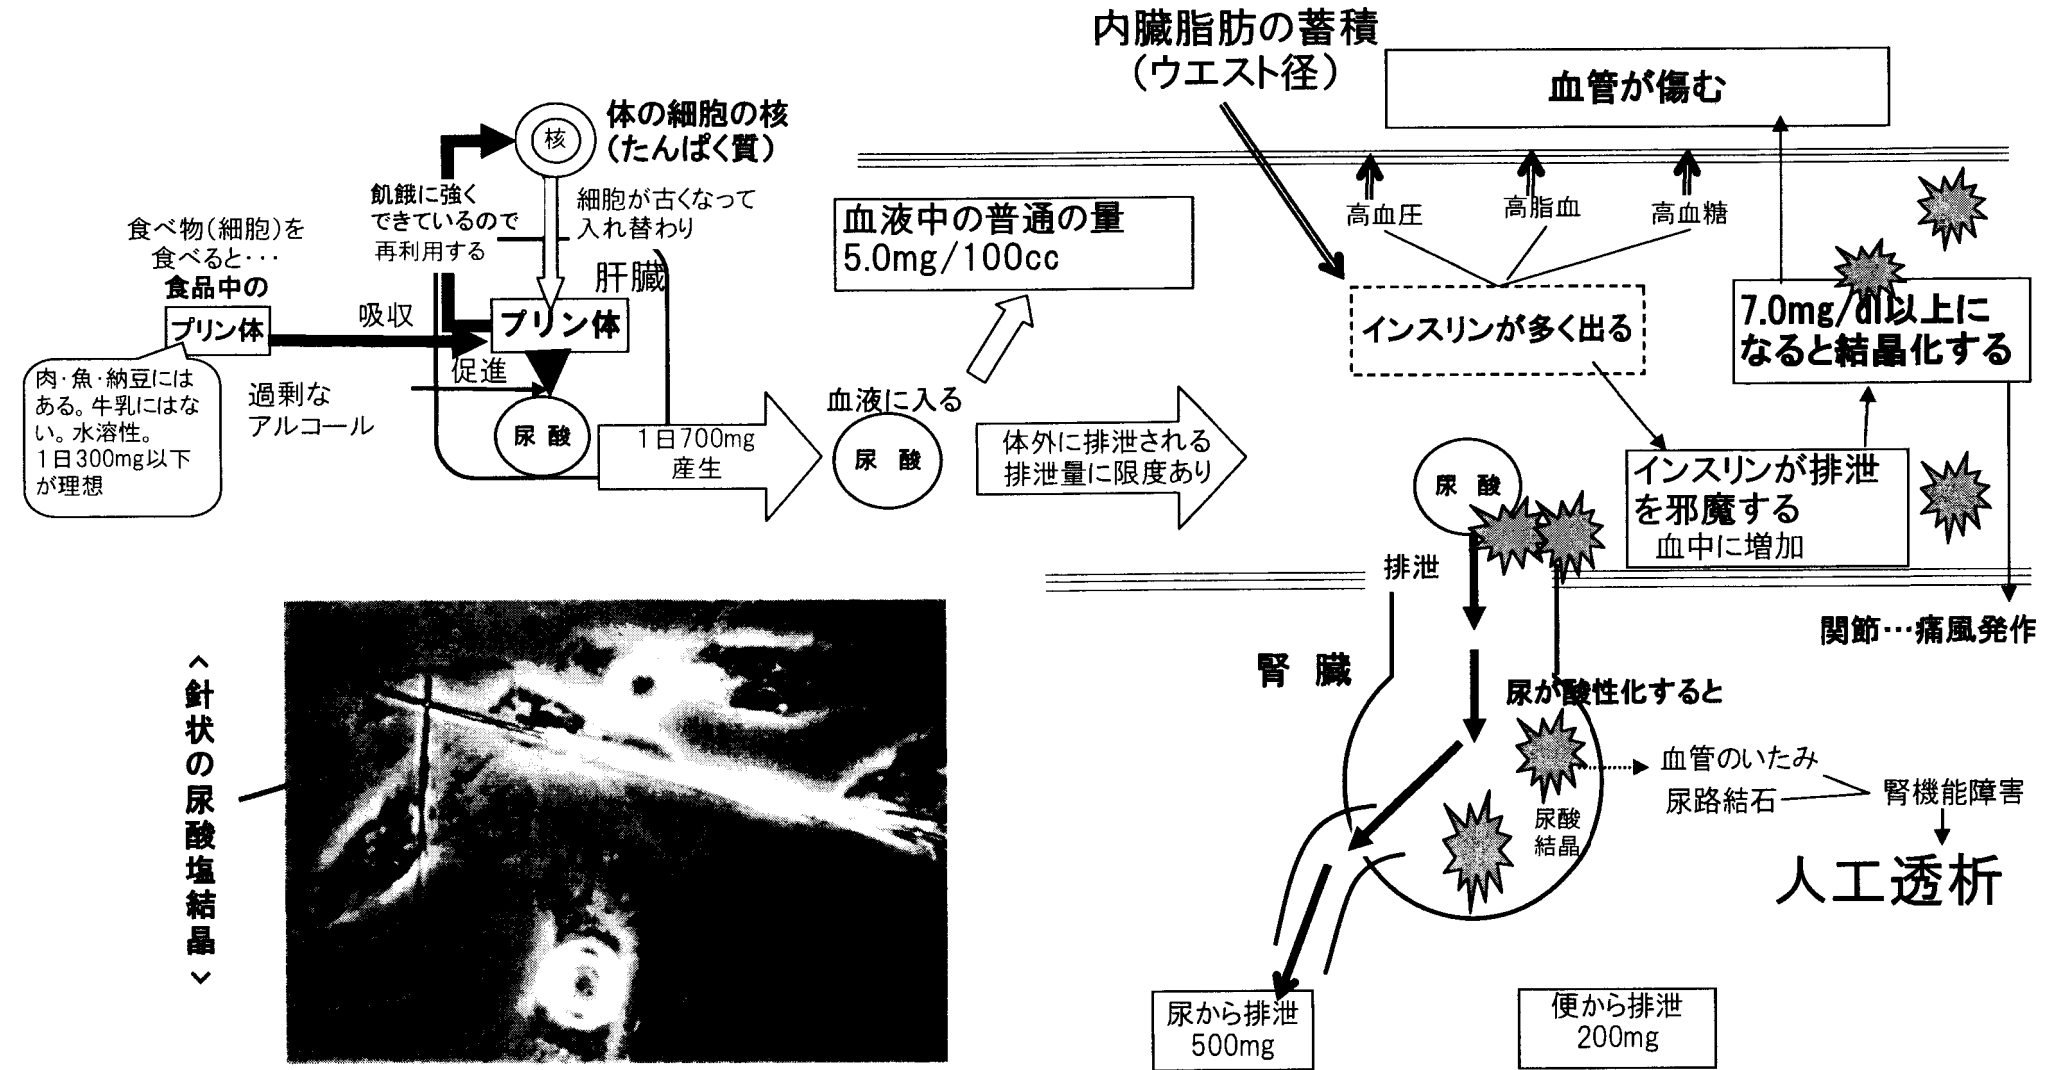 内臓脂肪の蓄積
（ウエスト径）
血管が傷む
体の細胞の核
（たんぱく質）
核
飢餓に強く
できているので
再利用する
細胞が古くなって
入れ替わり
食べ物（細胞）を
食べると・・・
食品中の
プリン体
吸収
肝臓
プリン体
促進
過剰な
アルコール
肉・魚・納豆には
ある。牛乳にはな
い。水溶性。
1日300mg以下
が理想
尿 酸
1日700mg
産生
血液中の普通の量
5.0mg/100cc
血液に入る
尿 酸
体外に排泄される
排泄量に限度あり
高血圧
高脂血
高血糖
インスリンが多く出る
7.0mg/dl以上に
なると結晶化する
インスリンが排泄
を邪魔する
血中に増加
尿 酸
排泄
関節…痛風発作
腎 臓
尿が酸性化すると
血管のいたみ
尿路結石
腎機能障害
尿酸
結晶
人工透析
尿から排泄
500mg
便から排泄
200mg
＜針状の尿酸塩結晶＞